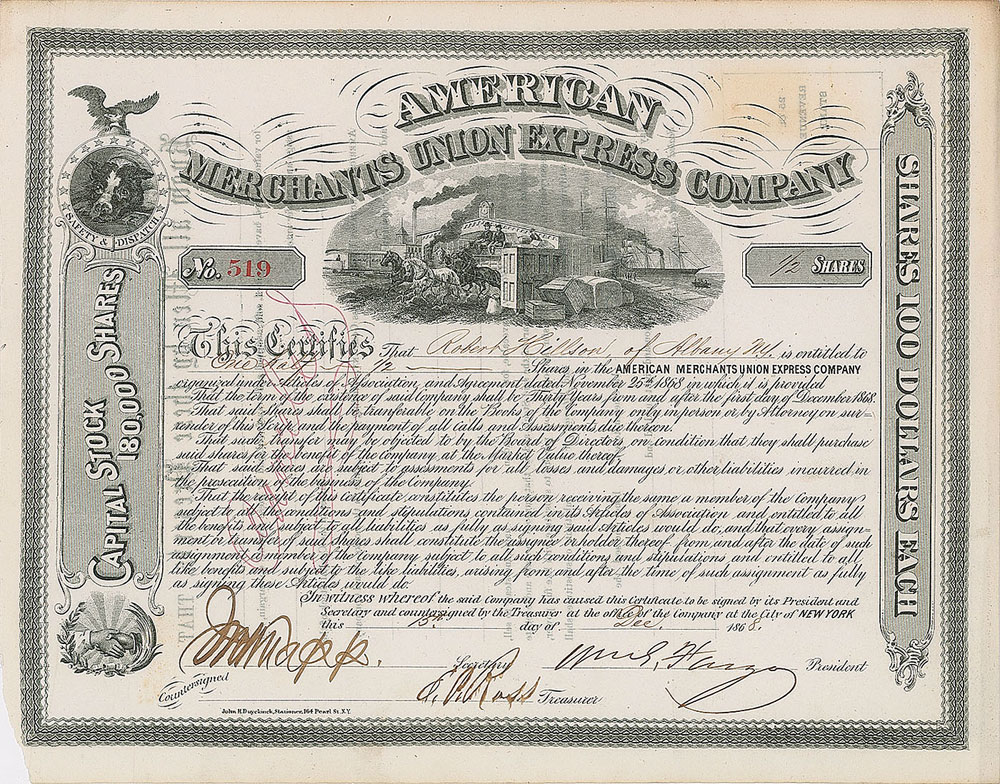 AMERICAN
MERCHANTS UNION EXPRESS COMPANY
SAFETY & DISPATCH
No. 519
1/2 SHARES
CAPITAL STOCK
180,000 SHARES
SHARES 100 DOLLARS EACH
This Certifies That Robert Hillson of Albany N.Y. is entitled to
One half 1/2 Shares in the AMERICAN MERCHANTS UNION EXPRESS COMPANY
organized under Articles of Association and Agreement dated November 25th 1868 in which it is provided
That the term of the existence of said Company shall be Thirty Years from and after the first day of December 1868.
That said Shares shall be tranferable on the Books of the Company only in person or by Attorney on sur=
render of this Scrip and the payment of all Calls and Assessments due thereon.
That such transfer may be objected to by the Board of Directors, on condition that they shall purchase
said shares for the benefit of the Company at the Market Value thereof.
That said shares are subject to assessments for all losses and damages or other liabilities incurred in
the prosecution of the business of the Company.
That the receipt of this Certificate constitutes the person receiving the same a member of the Company
subject to all the conditions and stipulations contained in its Articles of Association, and entitled to all
the benefits and subject to all liabilities as fully as signing said Articles would do, and that every assign=
ment or transfer of said Shares shall constitute the assignee or holder thereof from and after the date of such
assignment a member of the Company subject to all such conditions and stipulations and entitled to all
like benefits and subject to the like liabilities, arising from and after the time of such assignment as fully
as signing these Articles would do.
In witness whereof the said Company has caused this Certificate to be signed by its President and
Secretary and countersigned by the Treasurer at the office of the Company at the City of NEW YORK
this 15th day of Dec 1868.
Secretary Wm G. Fargo President
Countersigned
Ross Treasurer
John R Duyckinck, Stationer, 164 Pearl St. N.Y.